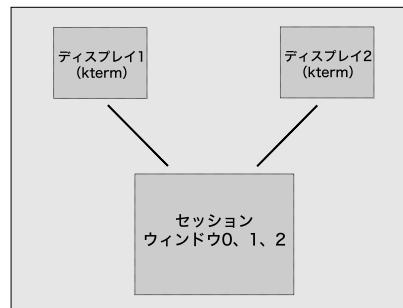 ディスプレイ1
（kterm）
ディスプレイ2
（kterm）
セッション
ウィンドウ0、1、2